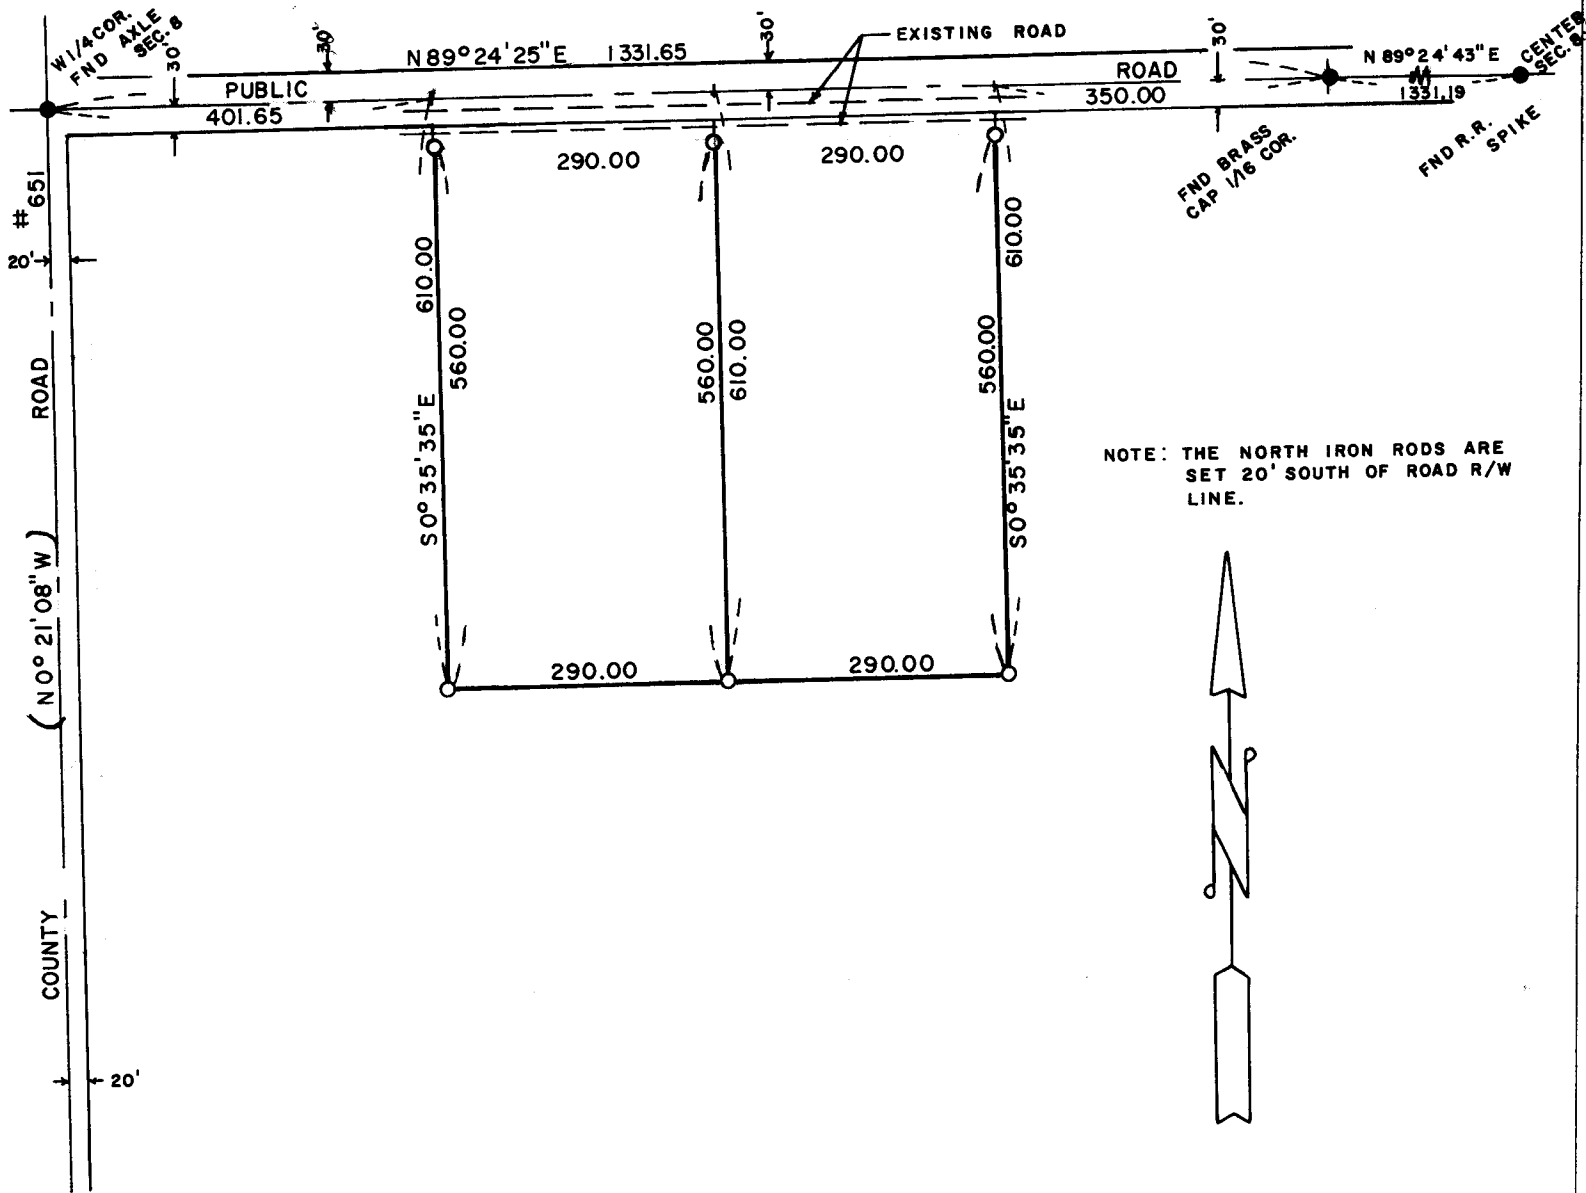 W 1/4 COR.
FND AXLE
SEC. 8
30'
30'
30'
30'
N 89° 24' 25" E 1331.65
EXISTING ROAD
N 89° 24' 43" E
CENTER
SEC. 8
PUBLIC
ROAD
1331.19
401.65
350.00
FND BRASS
CAP 1/16 COR.
FND R.R.
SPIKE
290.00
290.00
# 651
20'
610.00
560.00
S 0° 35' 35" E
560.00
610.00
610.00
560.00
S 0° 35' 35" E
ROAD
NOTE: THE NORTH IRON RODS ARE
SET 20' SOUTH OF ROAD R/W
LINE.
(N 0° 21' 08" W)
290.00
290.00
N
COUNTY
20'